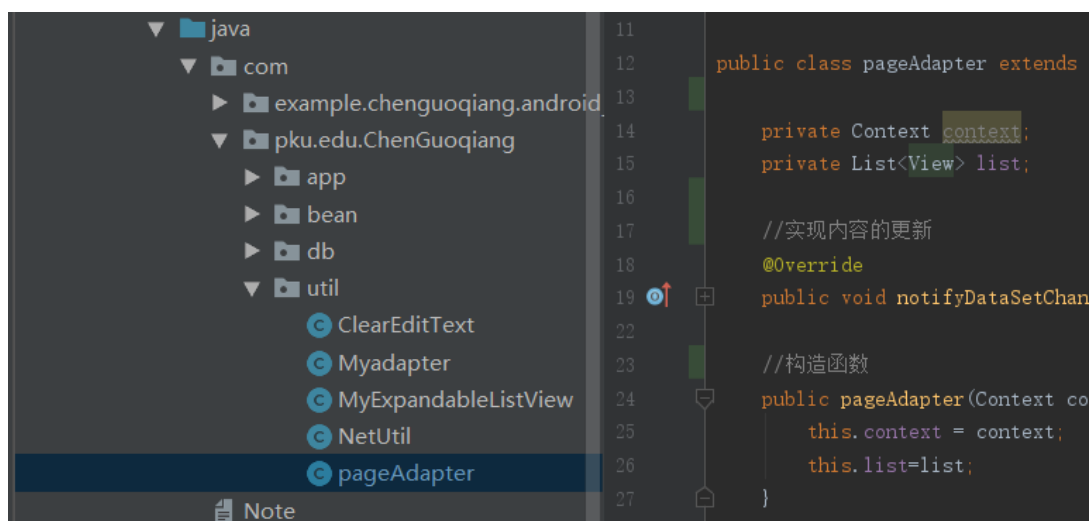 java
com
example.chenguoqiang.android_
pku.edu.ChenGuoqiang
app
bean
db
util
ClearEditText
Myadapter
MyExpandableListView
NetUtil
pageAdapter
Note
11
12 public class pageAdapter extends
13
14 private Context context;
15 private List<View> list;
16
17 //实现内容的更新
18 @Override
19 public void notifyDataSetChan
22
23 //构造函数
24 public pageAdapter(Context co
25 this.context = context;
26 this.list=list;
27 }